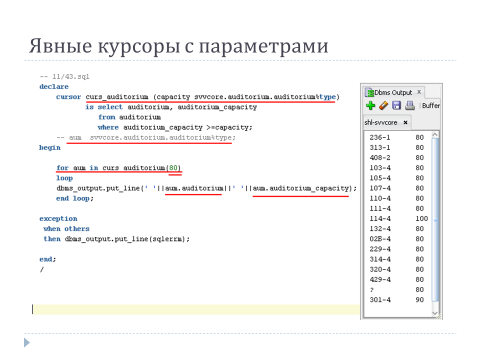 Явные курсоры с параметрами
-- 11/43.sql
declare
cursor curs_auditorium (capacity svvcore.auditorium.auditorium%type)
is select auditorium, auditorium_capacity
from auditorium
where auditorium_capacity >=capacity;
-- aum svvcore.auditorium.auditorium%type;
begin
for aum in curs_auditorium(80)
loop
dbms_output.put_line(' '||aum.auditorium||' '||aum.auditorium_capacity);
end loop;
exception
when others
then dbms_output.put_line(sqlerrm);
end;
/
Dbms Output x
Buffer
shl-svvcore x
236-1 80
313-1 80
408-2 80
103-4 80
105-4 80
107-4 80
110-4 80
111-4 80
114-4 100
132-4 80
02Б-4 80
229-4 80
314-4 80
320-4 80
429-4 80
? 80
301-4 90